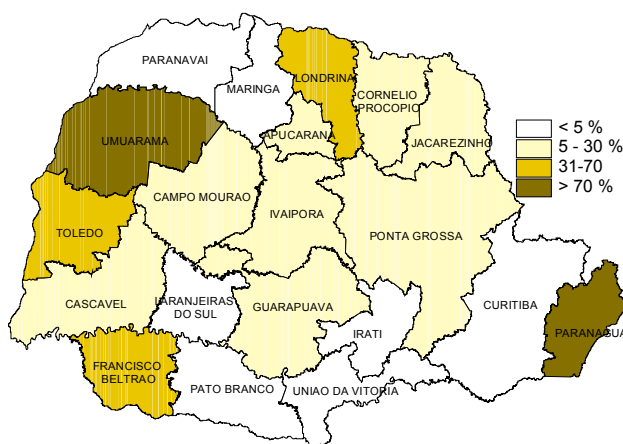 PARANAVAI
MARINGA
LONDRINA
CORNELIO
PROCOPIO
UMUARAMA
APUCARANA
JACAREZINHO
CAMPO MOURAO
IVAIPORA
TOLEDO
PONTA GROSSA
CASCAVEL
LARANJEIRAS
DO SUL
GUARAPUAVA
CURITIBA
IRATI
PARANAGUA
FRANCISCO
BELTRAO
PATO BRANCO
UNIAO DA VITORIA
< 5 %
5 - 30 %
31-70
> 70 %